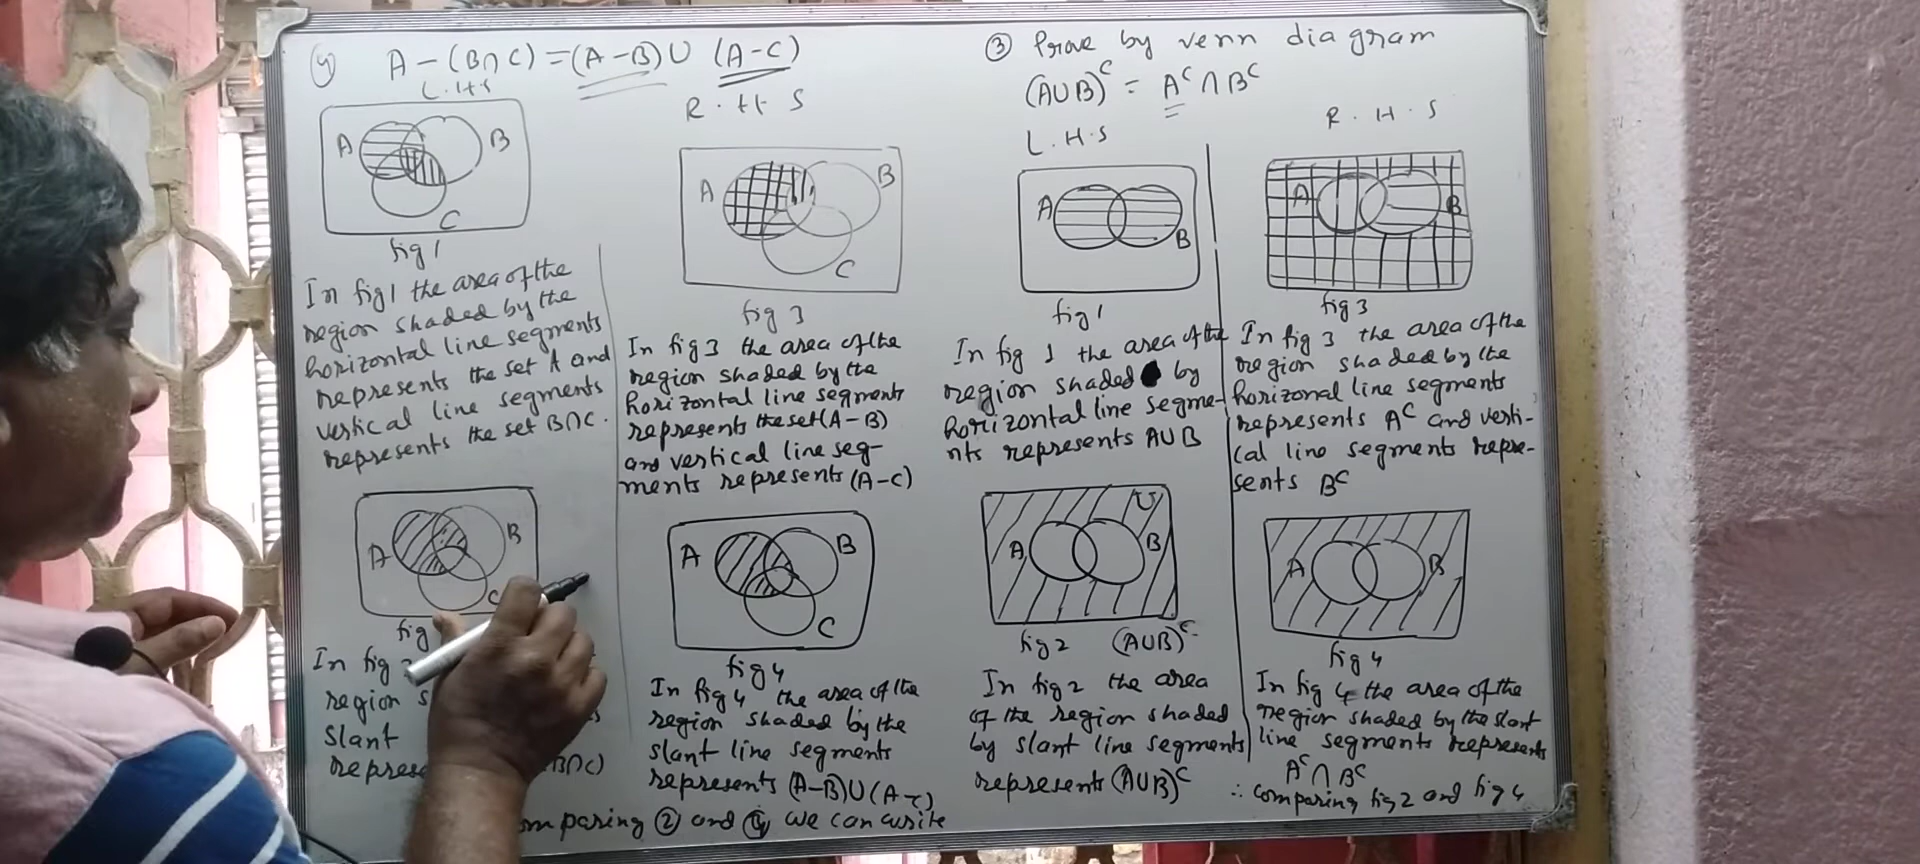 ④ A - (B∩C) = (A-B) ∪ (A-C)
L.H.S
R.H.S
A
B
C
fig 1
In fig 1 the area of the
region shaded by the
horizontal line segments
represents the set A and
vertical line segments
represents the set B∩C.
A
B
C
fig
In fig
region s
slant
represe
B∩C)
A
B
C
fig 3
In fig 3 the area of the
region shaded by the
horizontal line segments
represents the set (A-B)
and vertical line seg-
ments represents (A-C)
A
B
C
fig 4
In fig 4 the area of the
region shaded by the
slant line segments
represents (A-B)∪(A-C)
mparing ② and ④ we can write
③ Prove by venn diagram
(A∪B)ᶜ = Aᶜ ∩ Bᶜ
L.H.S
R.H.S
A
B
fig 1
In fig 1 the area of the
region shaded by
horizontal line segme-
nts represents A∪B
U
A
B
fig 2 (A∪B)ᶜ
In fig 2 the area
of the region shaded
by slant line segments
represents (A∪B)ᶜ
A
B
fig 3
In fig 3 the area of the
region shaded by the
horizonal line segments
represents Aᶜ and verti-
cal line segments repre-
sents Bᶜ
A
B
fig 4
In fig 4 the area of the
region shaded by the slant
line segments represents
Aᶜ∩Bᶜ
∴ Comparing fig 2 and fig 4